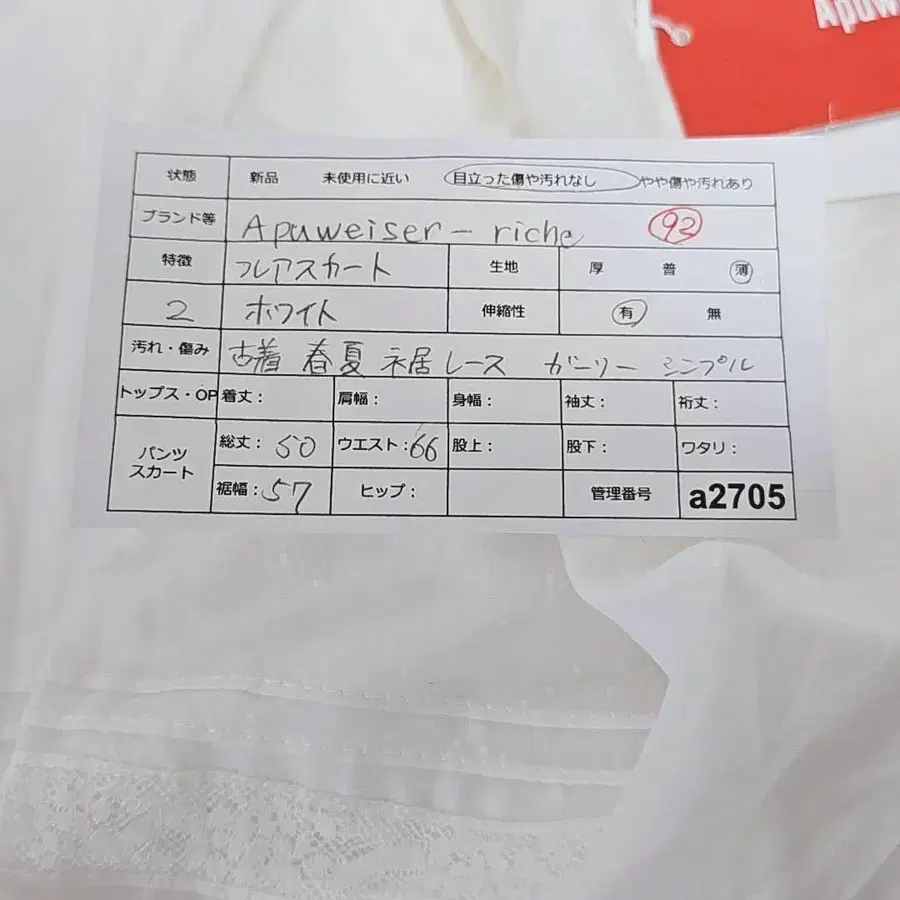 Apuw
状態 新品 未使用に近い 目立った傷や汚れなし やや傷や汚れあり
ブランド等 Apuweiser-riche 93
特徴 フレアスカート 生地 厚 普 薄
2 ホワイト 伸縮性 有 無
汚れ・傷み 古着 春夏 裾レース ガーリー シンプル
トップス・OP 着丈: 肩幅: 身幅: 袖丈: 裄丈:
パンツ スカート 総丈:50 ウエスト:66 股上: 股下: ワタリ:
裾幅:57 ヒップ: 管理番号 a2705